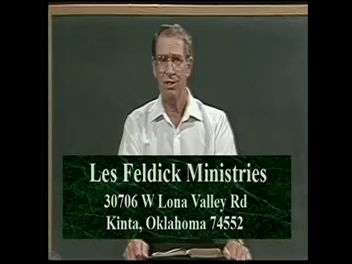 Les Feldick Ministries
30706 W Lona Valley Rd
Kinta, Oklahoma 74552